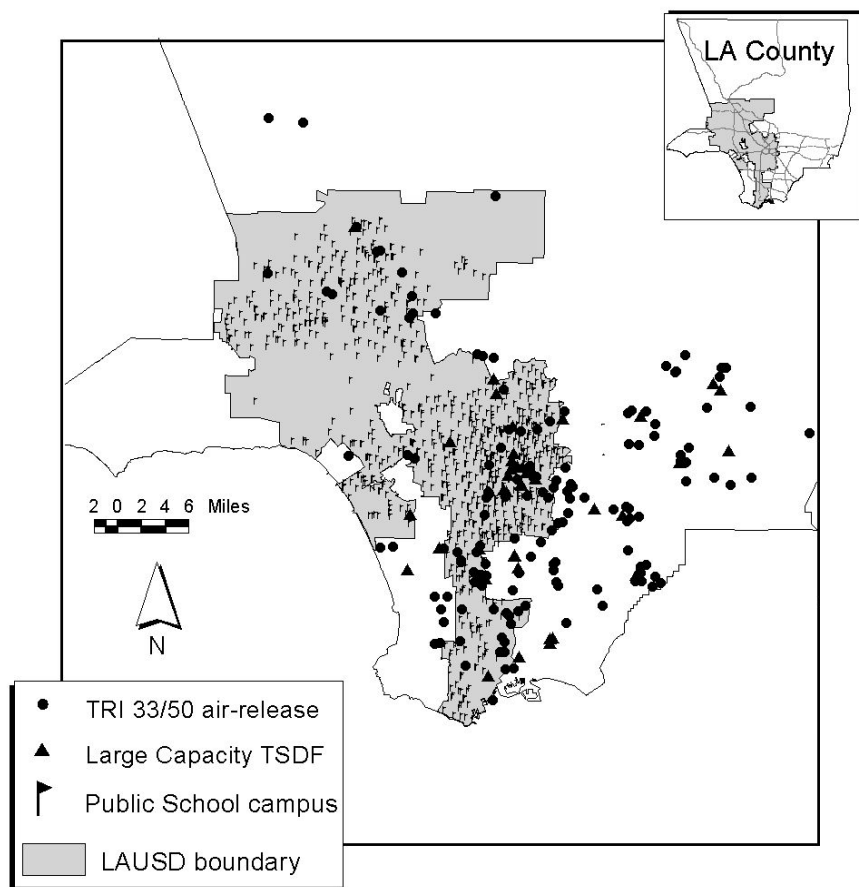 LA County
2 0 2 4 6 Miles
N
TRI 33/50 air-release
Large Capacity TSDF
Public School campus
LAUSD boundary